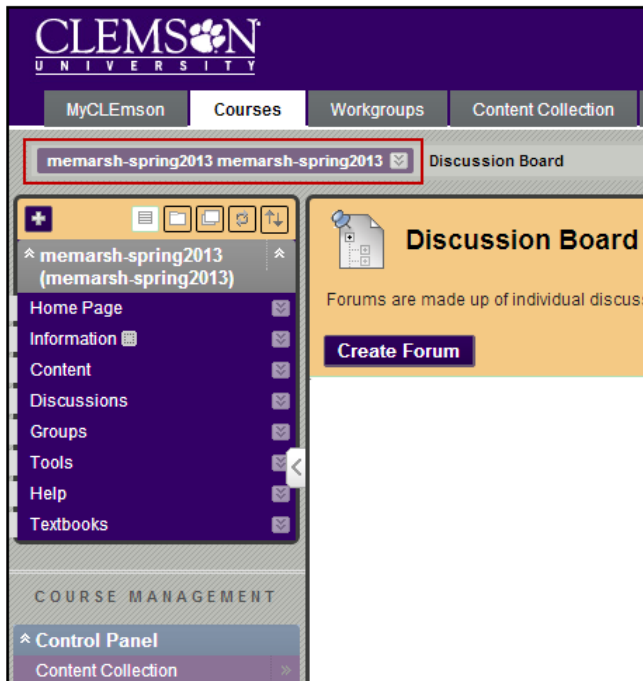 CLEMSON
UNIVERSITY
MyCLEmson Courses Workgroups Content Collection
memarsh-spring2013 memarsh-spring2013 Discussion Board
memarsh-spring2013
(memarsh-spring2013)
Home Page
Information
Content
Discussions
Groups
Tools
Help
Textbooks
COURSE MANAGEMENT
Control Panel
Content Collection
Discussion Board
Forums are made up of individual discuss
Create Forum